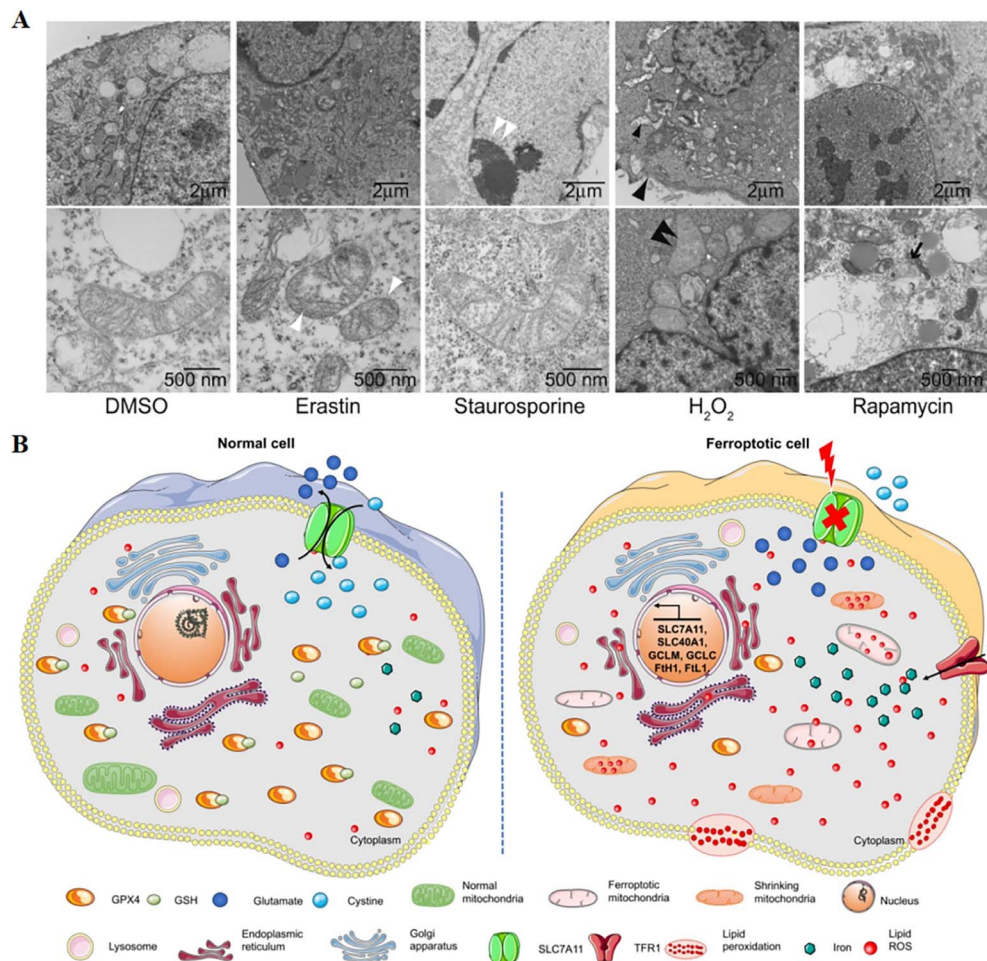 A
2μm 2μm 2μm 2μm 2μm
500 nm 500 nm 500 nm 500 nm 500 nm
DMSO Erastin Staurosporine H₂O₂ Rapamycin
B
Normal cell Ferroptotic cell
SLC7A11,
SLC40A1,
GCLM, GCLC
FtH1, FtL1
Cytoplasm Cytoplasm
GPX4 GSH Glutamate Cystine Normal mitochondria Ferroptotic mitochondria Shrinking mitochondria Nucleus
Lysosome Endoplasmic reticulum Golgi apparatus SLC7A11 TFR1 Lipid peroxidation Iron Lipid ROS